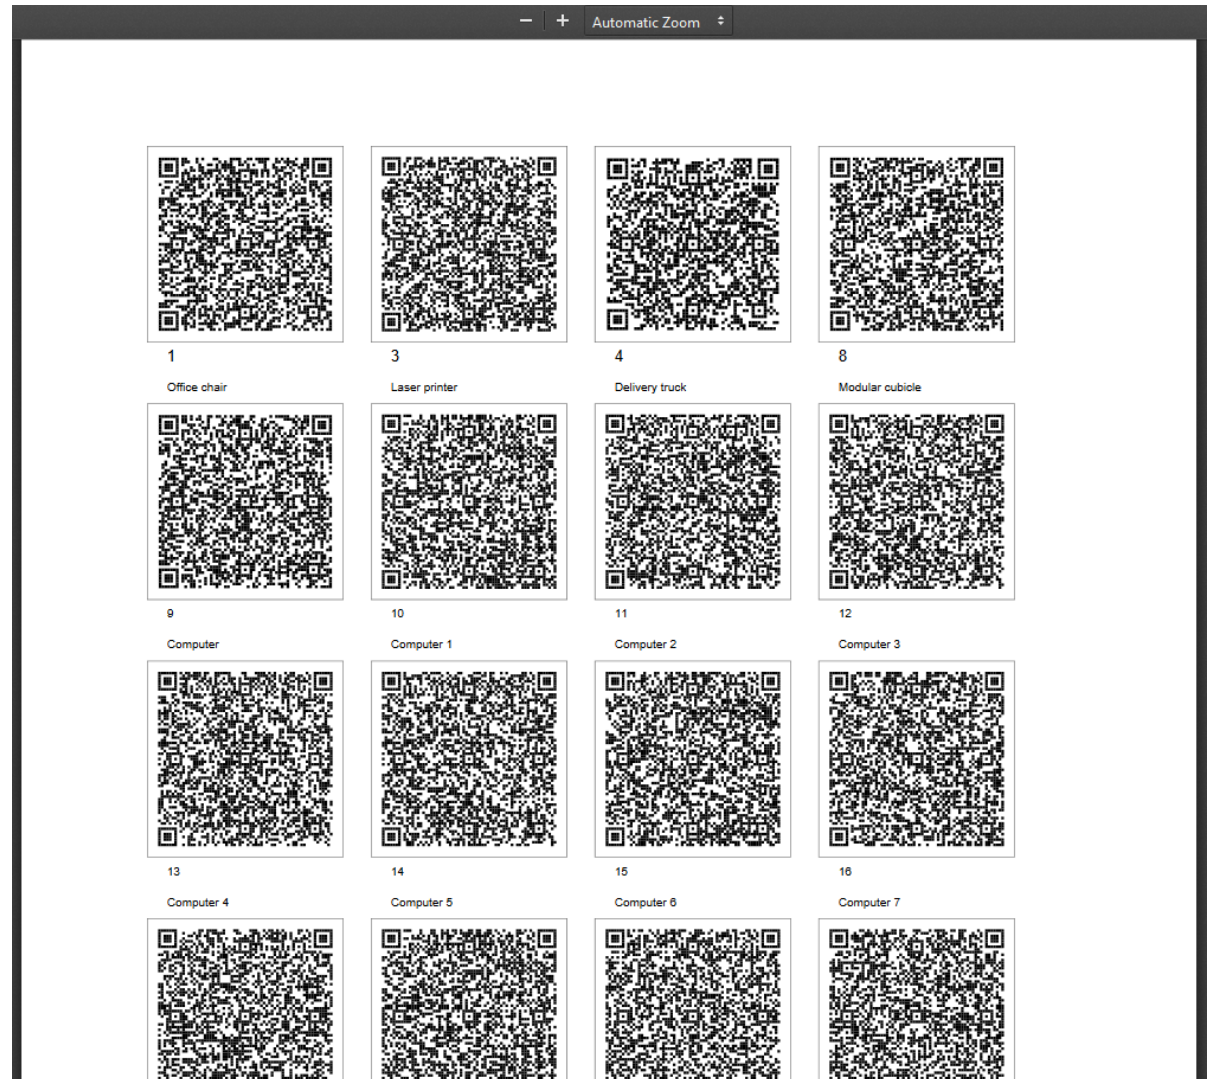 Automatic Zoom
1 3 4 8
Office chair Laser printer Delivery truck Modular cubicle
9 10 11 12
Computer Computer 1 Computer 2 Computer 3
13 14 15 16
Computer 4 Computer 5 Computer 6 Computer 7